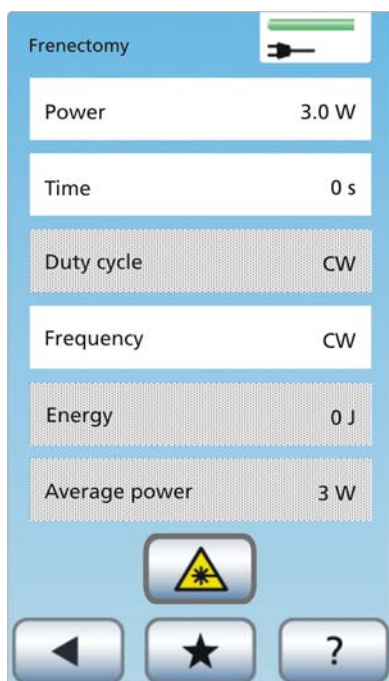 Frenectomy
Power 3.0 W
Time 0 s
Duty cycle CW
Frequency CW
Energy 0 J
Average power 3 W
?